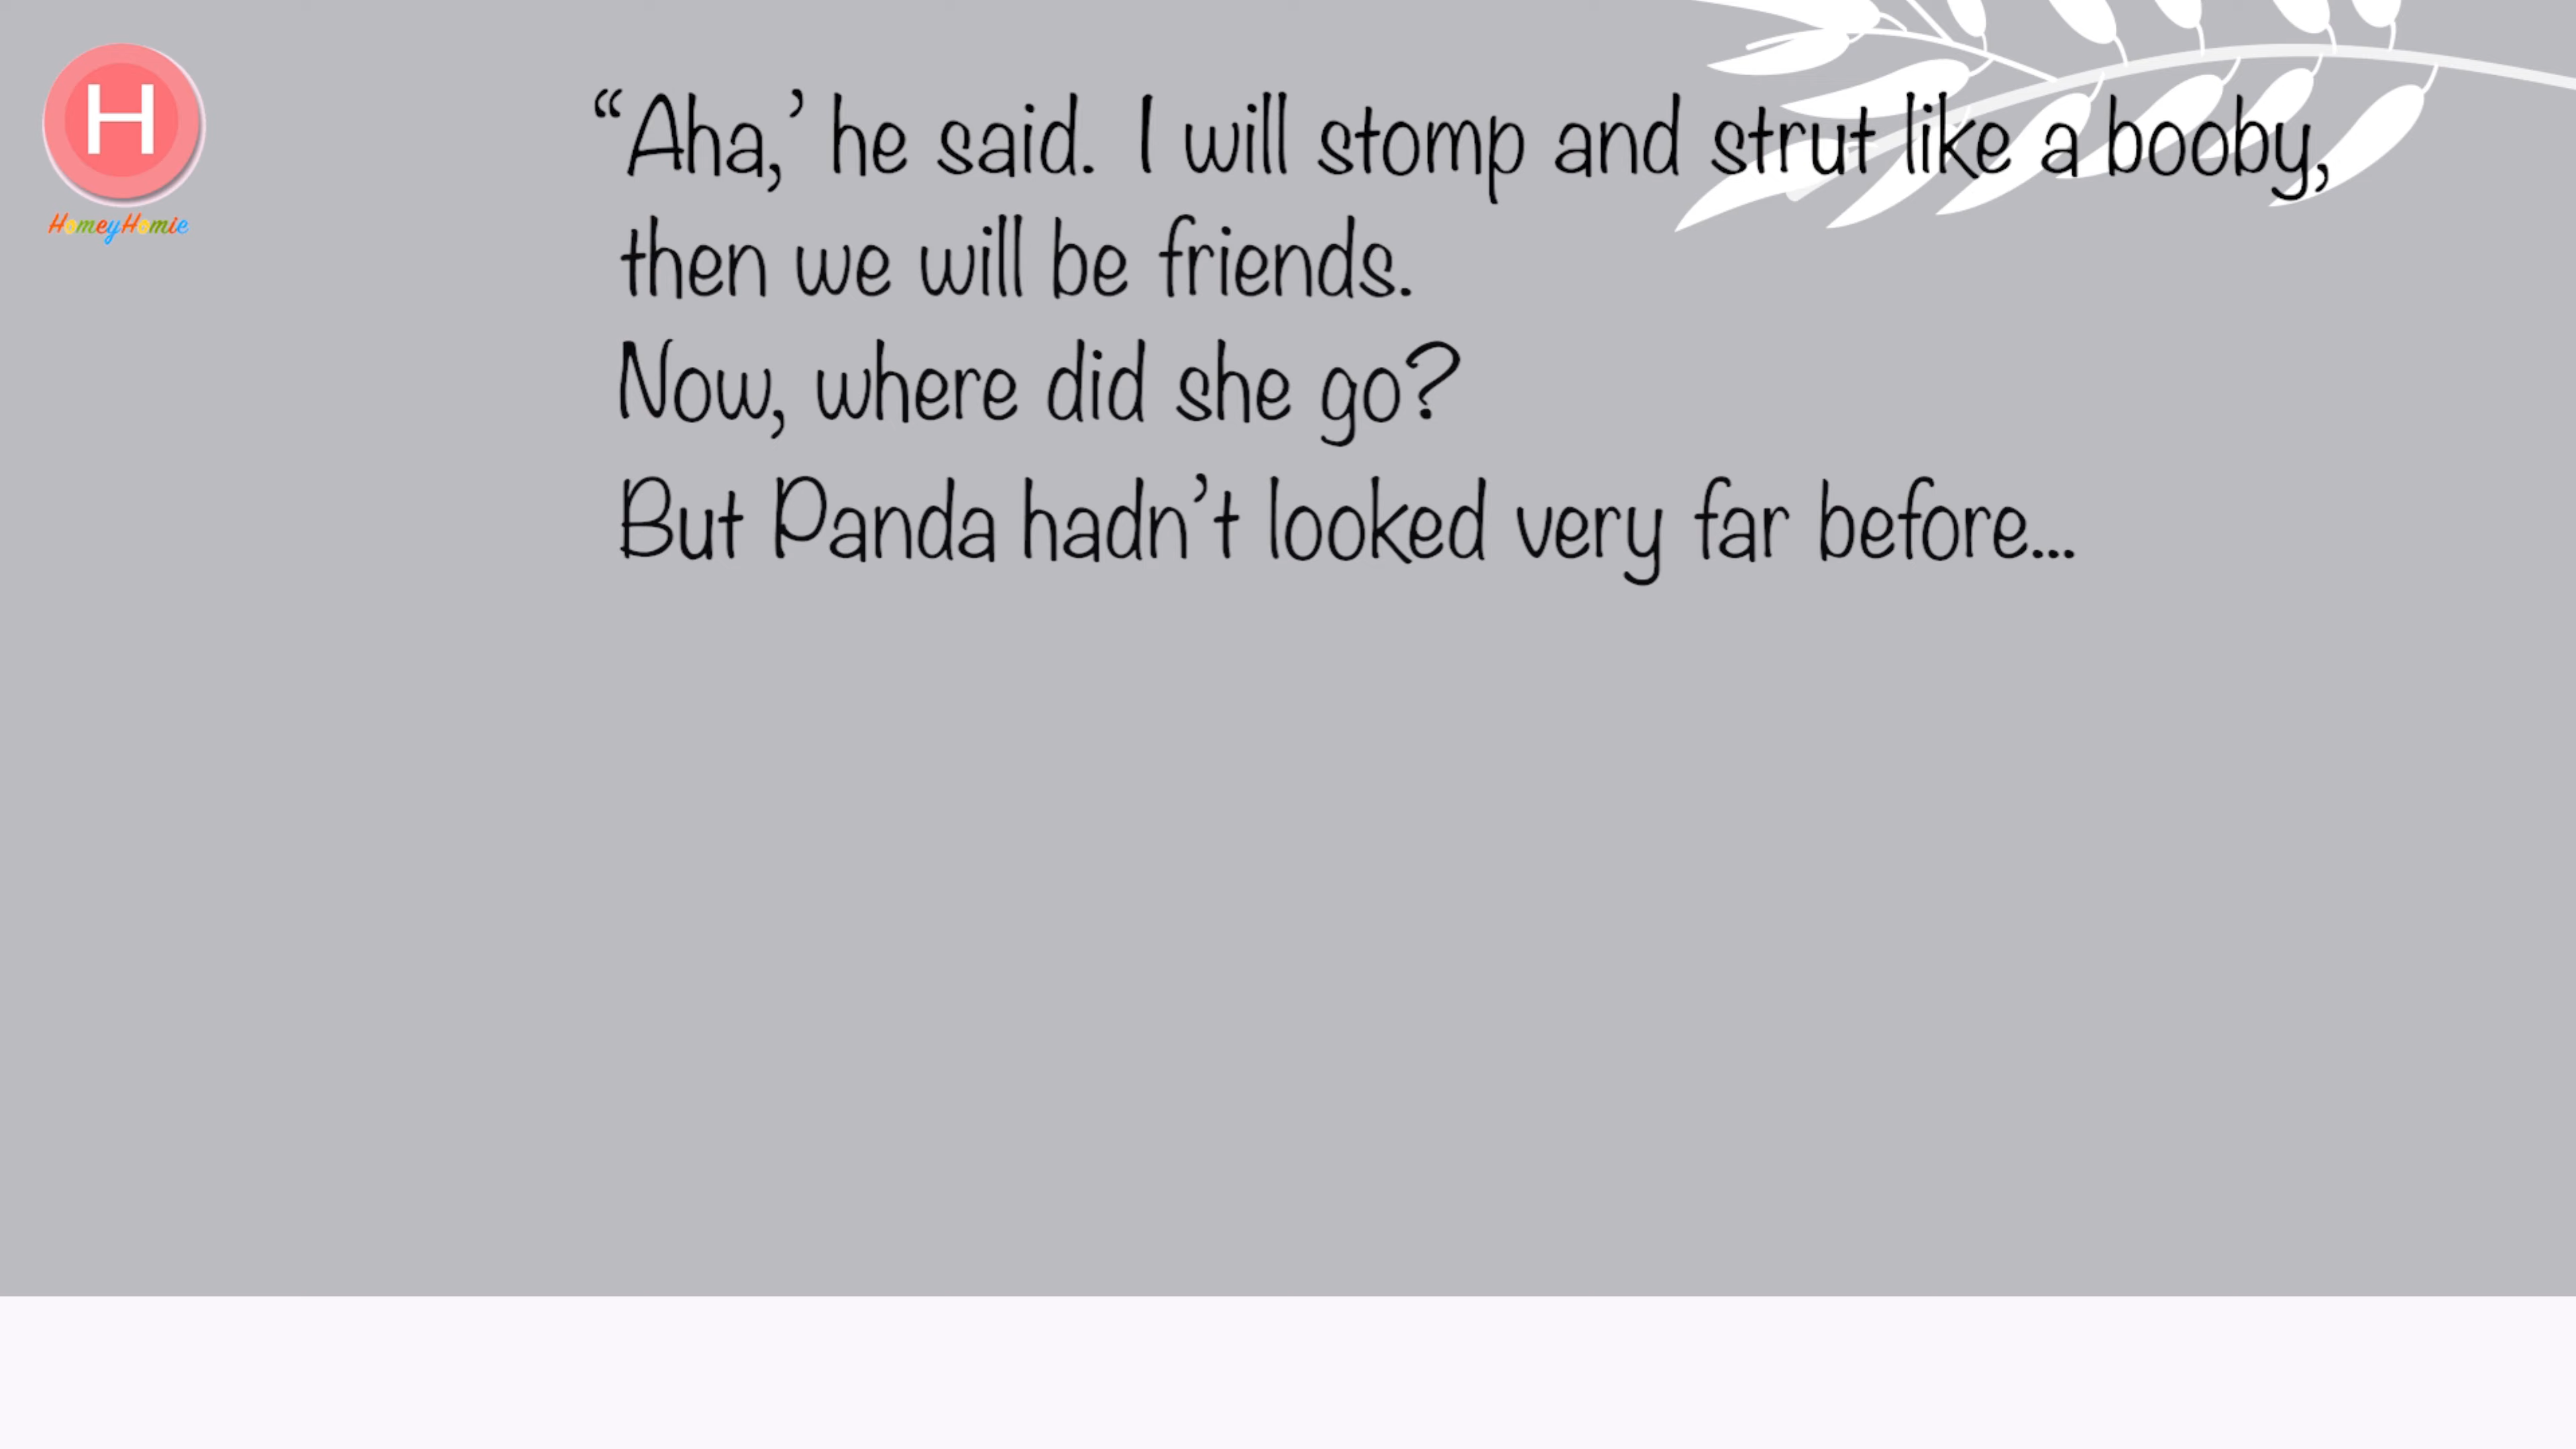 H
HomeyHomie
“Aha,’ he said. I will stomp and strut like a booby,
then we will be friends.
Now, where did she go?
But Panda hadn’t looked very far before...